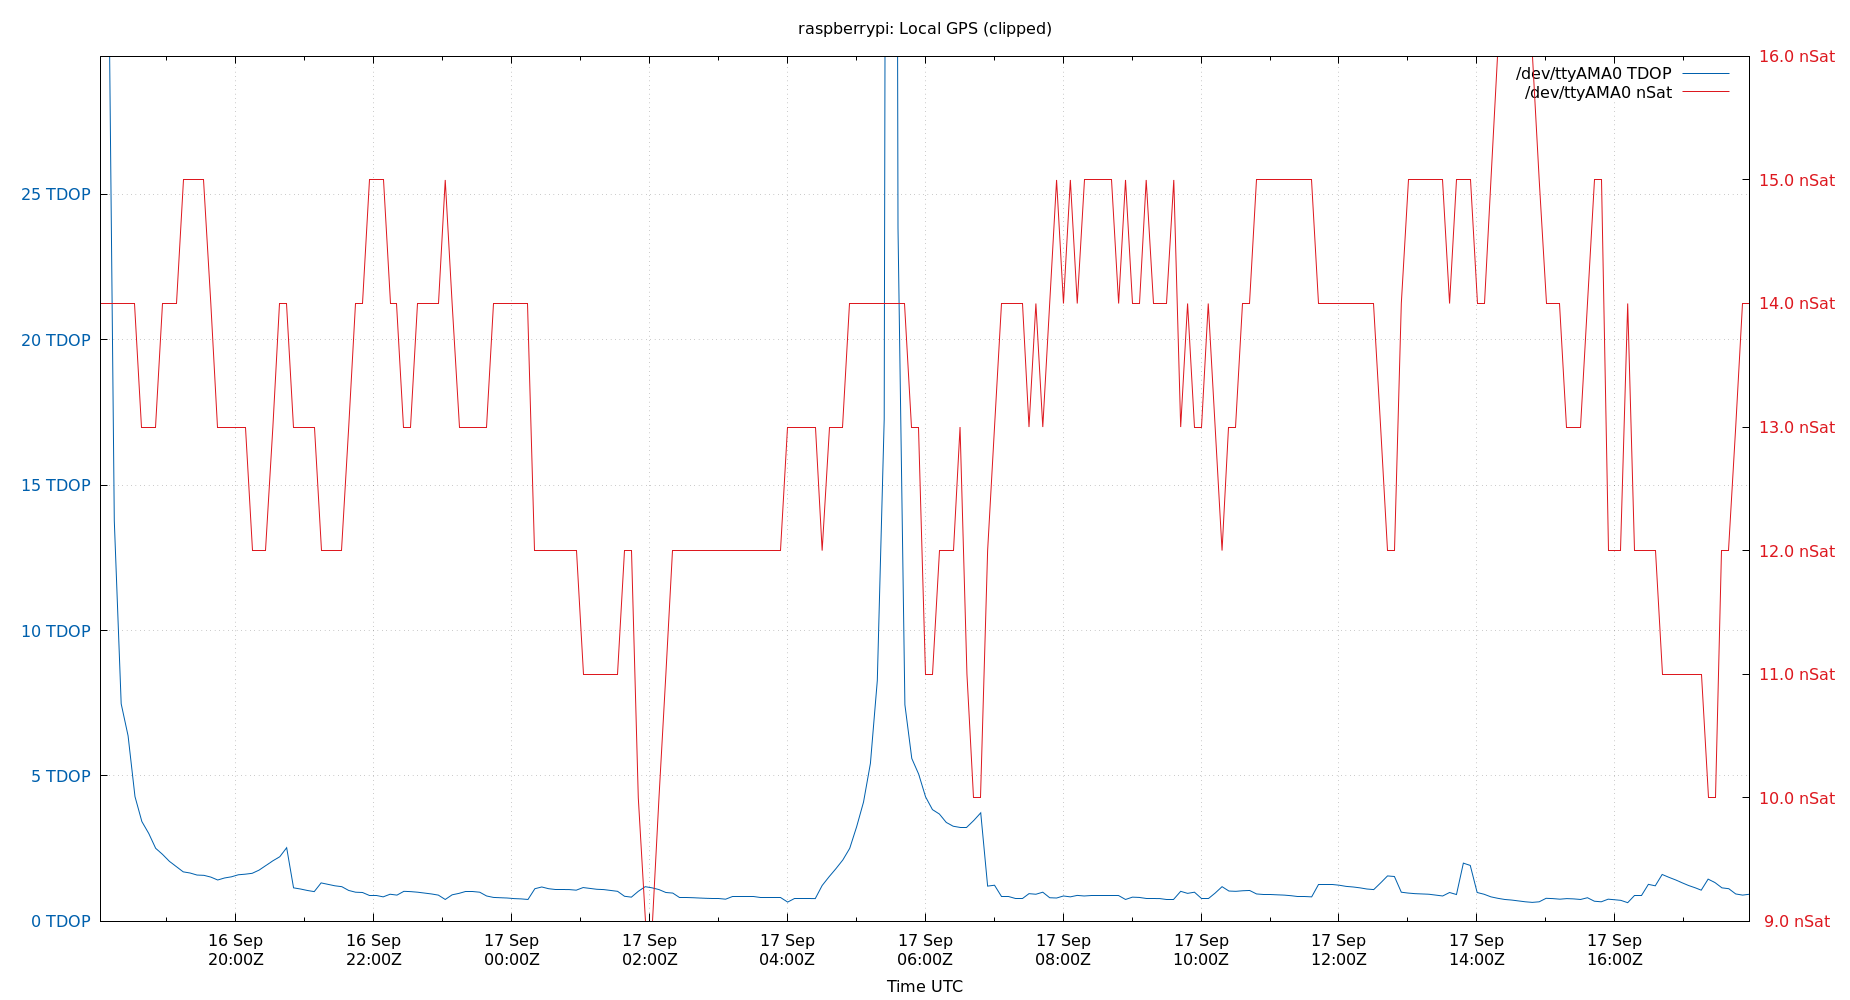 raspberrypi: Local GPS (clipped)
/dev/ttyAMA0 TDOP
/dev/ttyAMA0 nSat
25 TDOP
20 TDOP
15 TDOP
10 TDOP
5 TDOP
0 TDOP
16.0 nSat
15.0 nSat
14.0 nSat
13.0 nSat
12.0 nSat
11.0 nSat
10.0 nSat
9.0 nSat
16 Sep 16 Sep 17 Sep 17 Sep 17 Sep 17 Sep 17 Sep 17 Sep 17 Sep 17 Sep 17 Sep
20:00Z 22:00Z 00:00Z 02:00Z 04:00Z 06:00Z 08:00Z 10:00Z 12:00Z 14:00Z 16:00Z
Time UTC